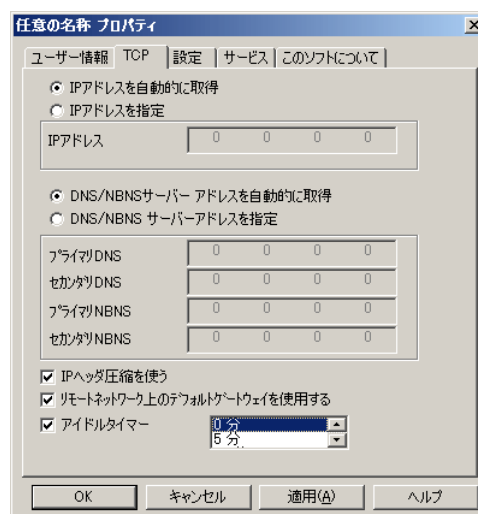 任意の名称 プロパティ
ユーザー情報 TCP 設定 サービス このソフトについて
IPアドレスを自動的に取得
IPアドレスを指定
IPアドレス 0 0 0 0
DNS/NBNSサーバー アドレスを自動的に取得
DNS/NBNS サーバーアドレスを指定
プライマリDNS 0 0 0 0
セカンダリDNS 0 0 0 0
プライマリNBNS 0 0 0 0
セカンダリNBNS 0 0 0 0
IPヘッダ圧縮を使う
リモートネットワーク上のデフォルトゲートウェイを使用する
アイドルタイマー 0 分
5 分
OK キャンセル 適用(A) ヘルプ